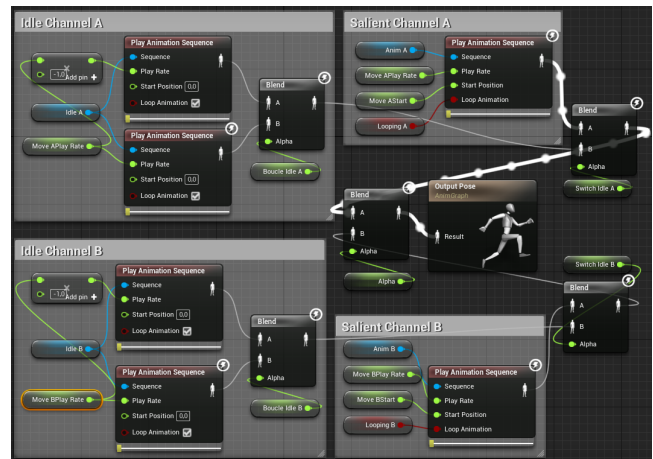 Idle Channel A
Play Animation Sequence
Sequence
Play Rate
Start Position 0,0
Loop Animation
-1,0
Add pin +
Idle A
Move APlay Rate
Play Animation Sequence
Sequence
Play Rate
Start Position 0,0
Loop Animation
Blend
A
B
Alpha
Boucle Idle A
Salient Channel A
Anim A
Move APlay Rate
Move AStart
Looping A
Play Animation Sequence
Sequence
Play Rate
Start Position
Loop Animation
Blend
A
B
Alpha
Switch Idle A
Blend
A
B
Alpha
Alpha
Output Pose
AnimGraph
Result
Idle Channel B
Play Animation Sequence
Sequence
Play Rate
Start Position 0,0
Loop Animation
-1,0
Add pin +
Idle B
Move BPlay Rate
Play Animation Sequence
Sequence
Play Rate
Start Position 0,0
Loop Animation
Blend
A
B
Alpha
Boucle Idle B
Switch Idle B
Blend
A
B
Alpha
Salient Channel B
Anim B
Move BPlay Rate
Move BStart
Looping B
Play Animation Sequence
Sequence
Play Rate
Start Position
Loop Animation